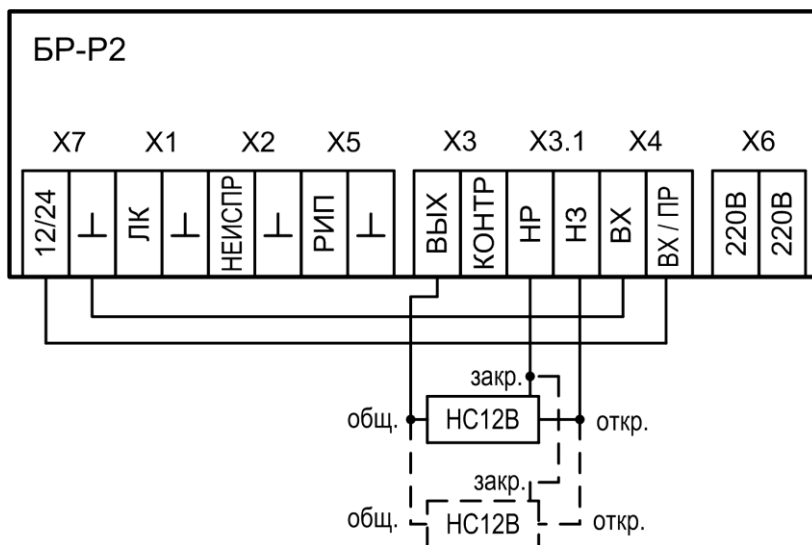 БР-Р2
X7 X1 X2 X5 X3 X3.1 X4 X6
12/24 ⊥ ЛК ⊥ НЕИСПР ⊥ РИП ⊥ ВЫХ КОНТР НР НЗ ВХ ВХ / ПР 220В 220В
закр.
общ. НС12В откр.
закр.
общ. НС12В откр.